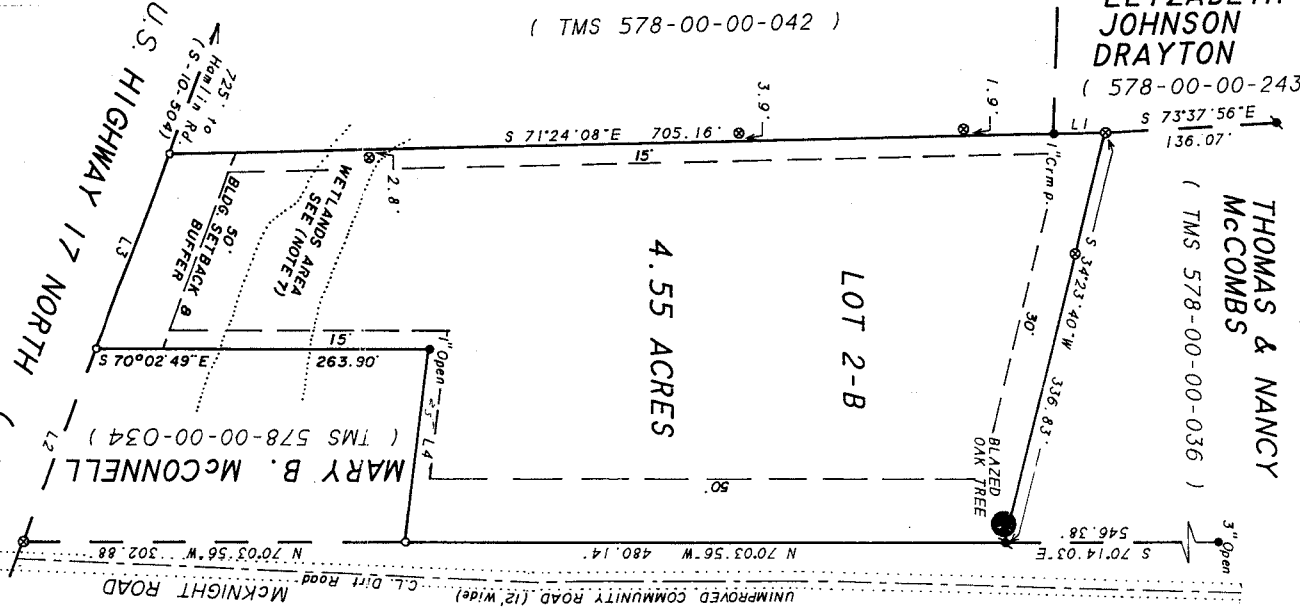 ( TMS 578-00-00-042 )
JOHNSON
DRAYTON
( 578-00-00-243
U.S. HIGHWAY 17 NORTH
(
725' to
Hamlin Rd.
(S-10-504)
S 71°24'08"E 705.16'
3.9'
1.9'
2.8'
15'
L1
S 73°37'56"E
136.07'
1" Crmp.
THOMAS & NANCY
McCOMBS
( TMS 578-00-00-036 )
50'
BLDG. SETBACK &
BUFFER
WETLANDS AREA
SEE (NOTE 7)
L3
4.55 ACRES
LOT 2-B
30'
S 34°23'40"W 336.83'
15'
S 70°02'49"E 263.90'
1" Open
25'
L4
L2
MARY B. McCONNELL
( TMS 578-00-00-034 )
50'
BLAZED
OAK TREE
N 70°03'56"W 302.88'
N 70°03'56"W 480.14'
S 70°14'03"E
546.38'
3" Open
McKNIGHT ROAD
C.L. Dirt Road
UNIMPROVED COMMUNITY ROAD (12' Wide)